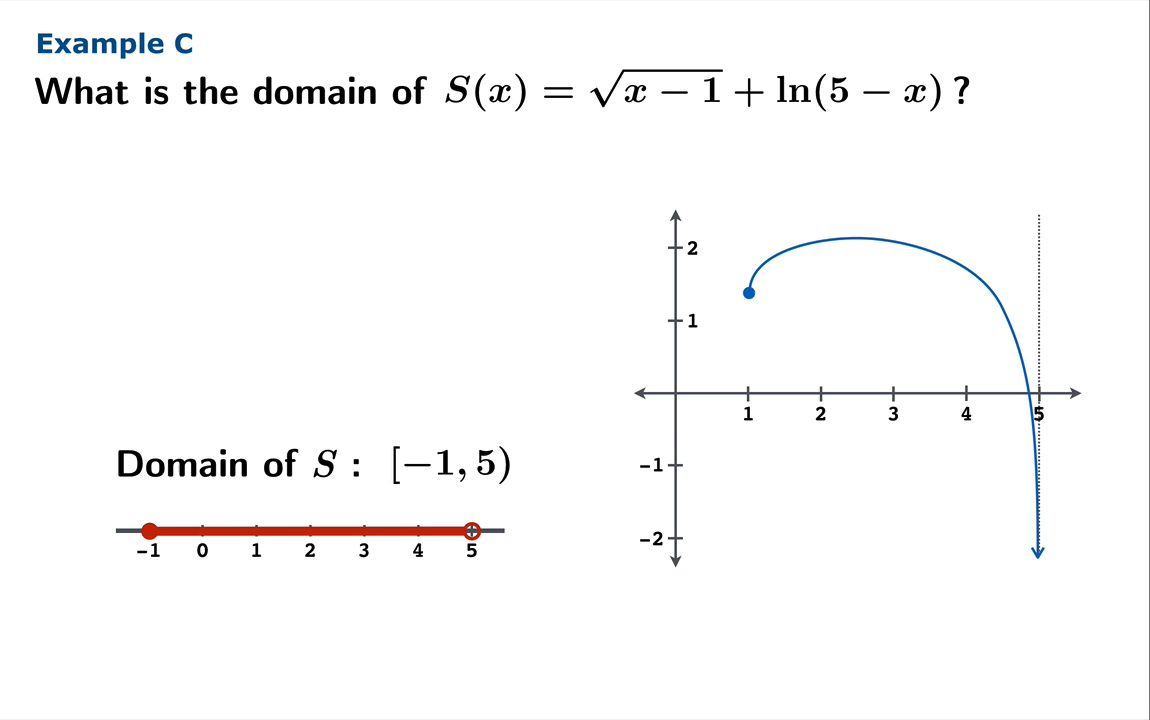 Example C
What is the domain of S(x) = √(x − 1) + ln(5 − x) ?
2
1
1 2 3 4 5
−1
−2
Domain of S : [−1, 5)
−1 0 1 2 3 4 5